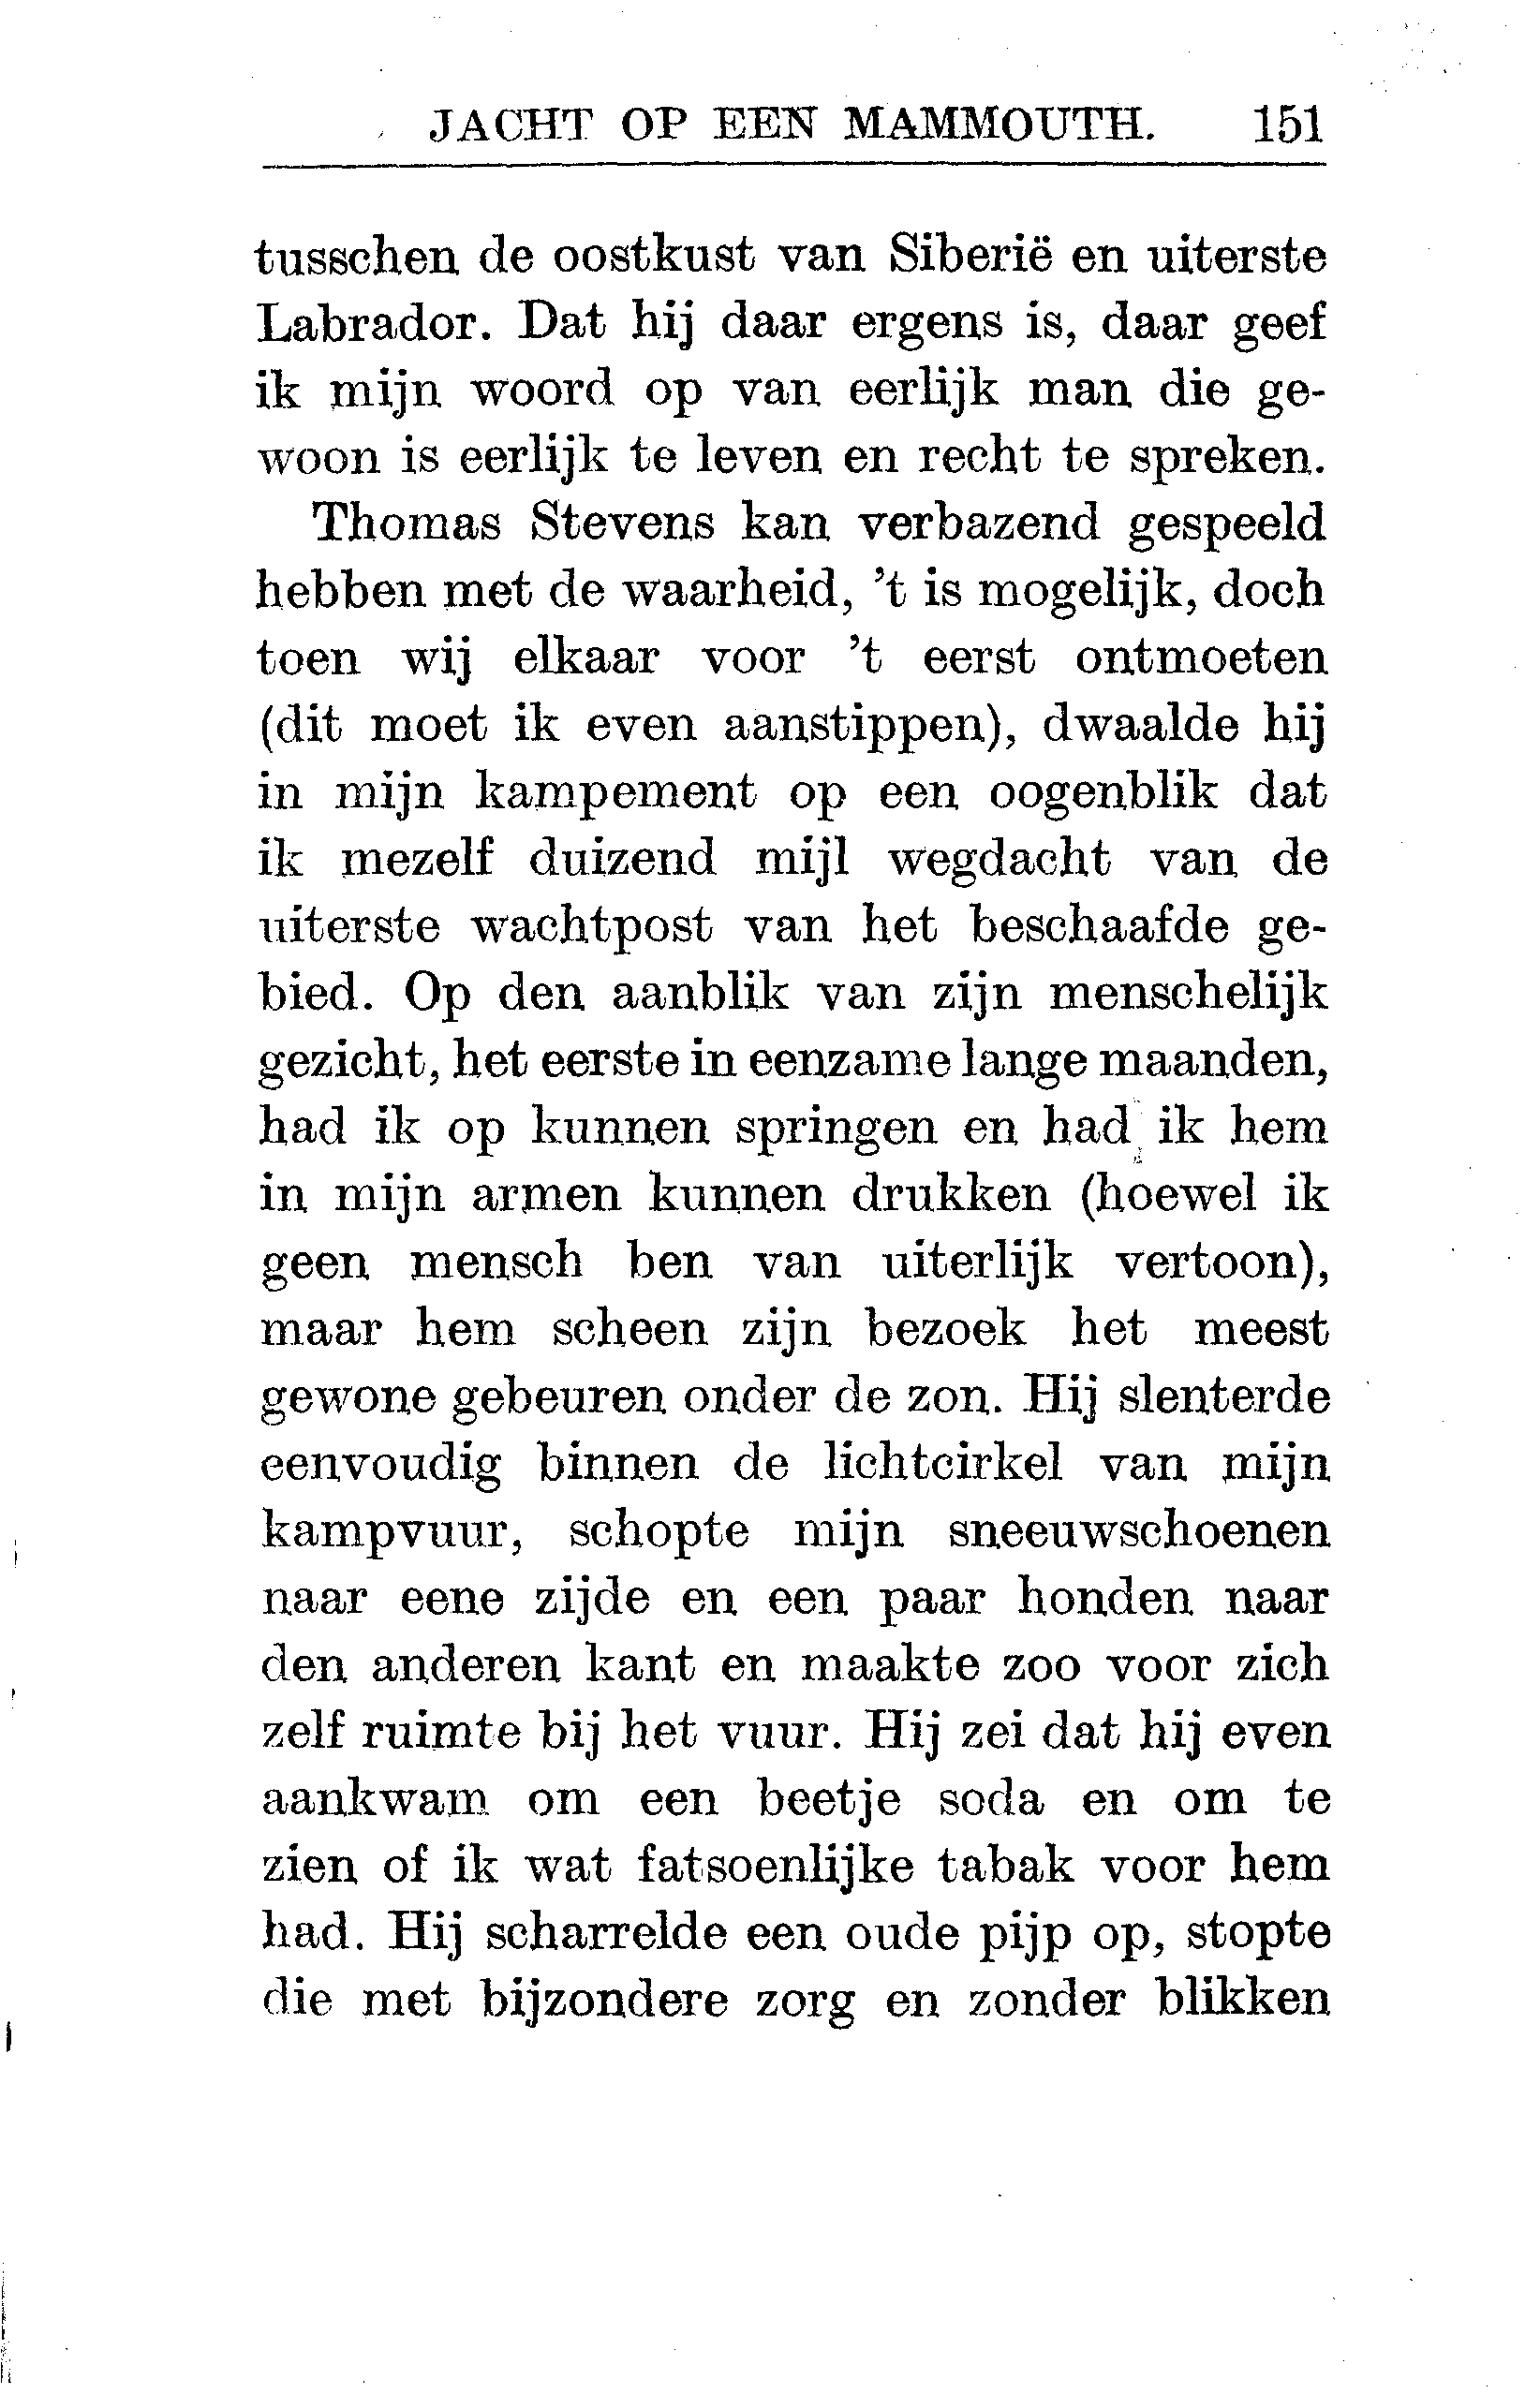 JACHT OP EEN MAMMOUTH. 151
tusschen de oostkust van Siberië en uiterste
Labrador. Dat hij daar ergens is, daar geef
ik mijn woord op van eerlijk man die ge-
woon is eerlijk te leven en recht te spreken.
Thomas Stevens kan verbazend gespeeld
hebben met de waarheid, ’t is mogelijk, doch
toen wij elkaar voor ’t eerst ontmoeten
(dit moet ik even aanstippen), dwaalde hij
in mijn kampement op een oogenblik dat
ik mezelf duizend mijl wegdacht van de
uiterste wachtpost van het beschaafde ge-
bied. Op den aanblik van zijn menschelijk
gezicht, het eerste in eenzame lange maanden,
had ik op kunnen springen en had ik hem
in mijn armen kunnen drukken (hoewel ik
geen mensch ben van uiterlijk vertoon),
maar hem scheen zijn bezoek het meest
gewone gebeuren onder de zon. Hij slenterde
eenvoudig binnen de lichtcirkel van mijn
kampvuur, schopte mijn sneeuwschoenen
naar eene zijde en een paar honden naar
den anderen kant en maakte zoo voor zich
zelf ruimte bij het vuur. Hij zei dat hij even
aankwam om een beetje soda en om te
zien of ik wat fatsoenlijke tabak voor hem
had. Hij scharrelde een oude pijp op, stopte
die met bijzondere zorg en zonder blikken